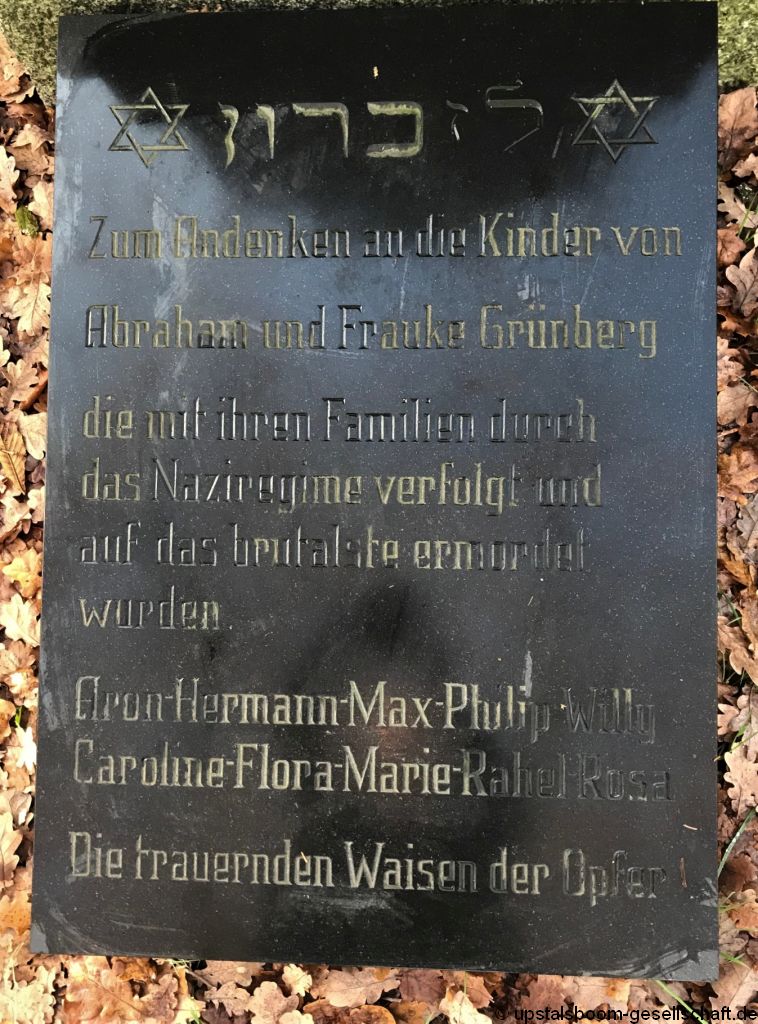 לזכרון
Zum Andenken an die Kinder von
Abraham und Frauke Grünberg
die mit ihren Familien durch
das Naziregime verfolgt und
auf das brutalste ermordet
wurden.
Aron-Hermann-Max-Philip-Willy
Caroline-Flora-Marie-Rahel-Rosa
Die trauernden Waisen der Opfer
© upstalsboom-gesellschaft.de